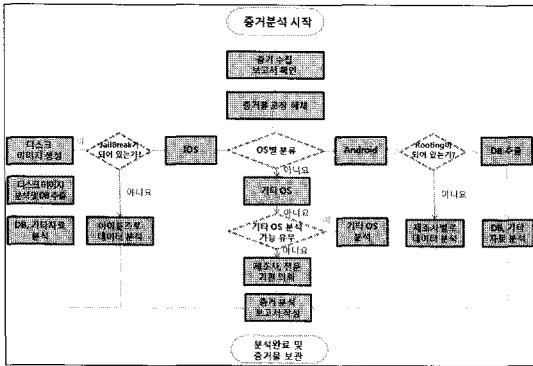 증거분석 시작
증거 수집
보고서 확인
증거물 포장 해제
디스크
이미지 생성
예
JailBreak가
되어 있는가?
IOS
OS별 분류
Android
Rooting이
되어 있는가?
DB 추출
아니요
기타 OS
디스크 이미지
분석 및 DB 추출
아니요
아니요
아니요
DB, 기타자료
분석
아이튠즈로
데이터 분석
기타 OS 분석
가능 유무
예
기타 OS
분석
제조사별로
데이터 분석
DB, 기타
자료 분석
아니요
제조사, 전문
기관 의뢰
증거 분석
보고서 작성
분석완료 및
증거물 보관